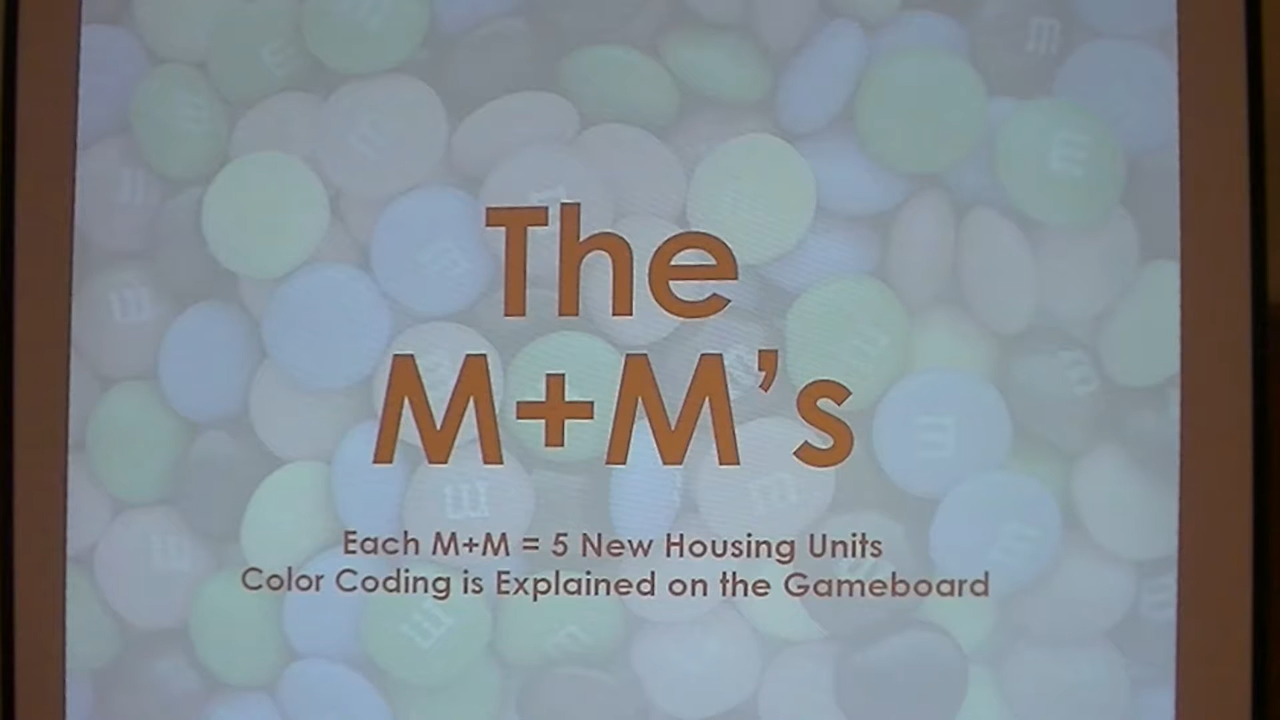 The
M+M's
Each M+M = 5 New Housing Units
Color Coding is Explained on the Gameboard